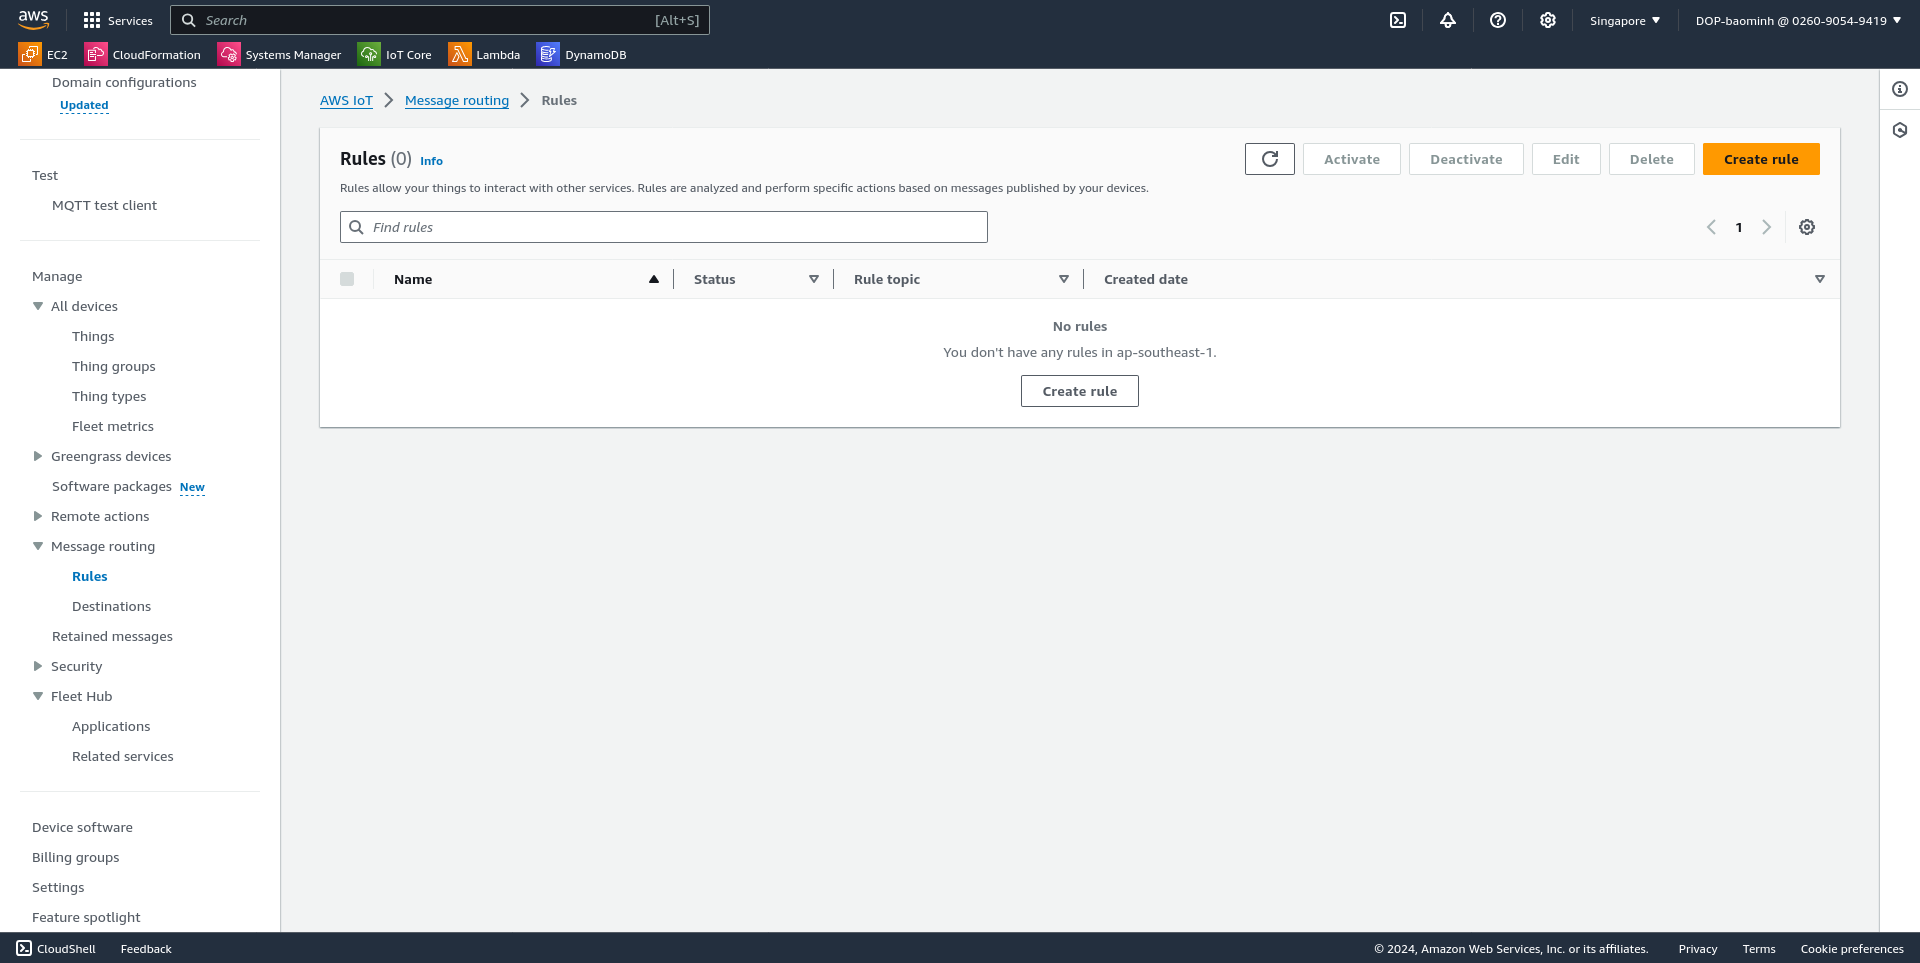 aws Services Search [Alt+S] Singapore DOP-baominh @ 0260-9054-9419
EC2 CloudFormation Systems Manager IoT Core Lambda DynamoDB
Domain configurations
Updated
Test
MQTT test client
Manage
All devices
Things
Thing groups
Thing types
Fleet metrics
Greengrass devices
Software packages New
Remote actions
Message routing
Rules
Destinations
Retained messages
Security
Fleet Hub
Applications
Related services
Device software
Billing groups
Settings
Feature spotlight
AWS IoT Message routing Rules
Rules (0) Info Activate Deactivate Edit Delete Create rule
Rules allow your things to interact with other services. Rules are analyzed and perform specific actions based on messages published by your devices.
Find rules 1
Name Status Rule topic Created date
No rules
You don't have any rules in ap-southeast-1.
Create rule
CloudShell Feedback © 2024, Amazon Web Services, Inc. or its affiliates. Privacy Terms Cookie preferences